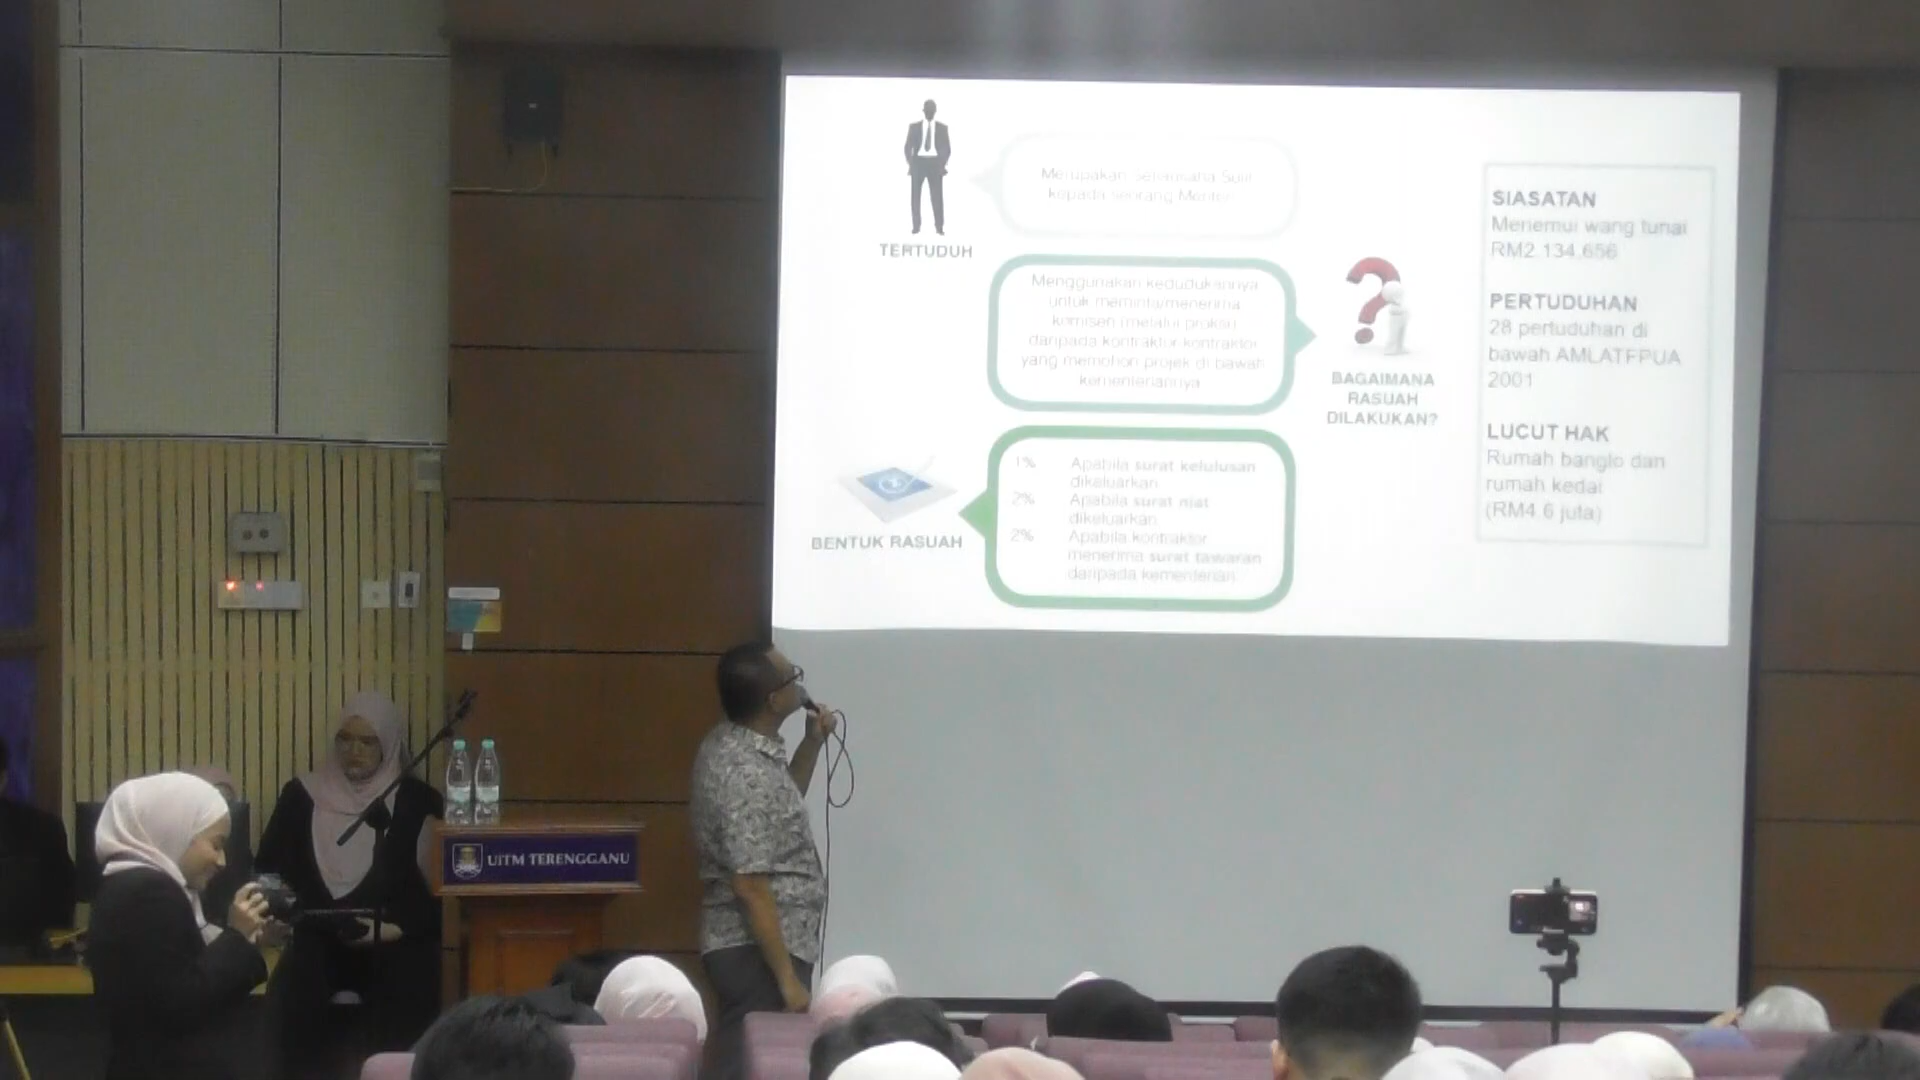 Merupakan Setiausaha Sulit
kepada seorang Menteri
TERTUDUH
Menggunakan kedudukannya
untuk meminta/menerima
komisen (melalui proksi)
daripada kontraktor-kontraktor
yang memohon projek di bawah
kementeriannya
BAGAIMANA
RASUAH
DILAKUKAN?
BENTUK RASUAH
1% Apabila surat kelulusan
dikeluarkan
2% Apabila surat niat
dikeluarkan
2% Apabila kontraktor
menerima surat tawaran
daripada kementerian
SIASATAN
Menemui wang tunai
RM2.134,656
PERTUDUHAN
28 pertuduhan di
bawah AMLATFPUA
2001
LUCUT HAK
Rumah banglo dan
rumah kedai
(RM4.6 juta)
UiTM TERENGGANU